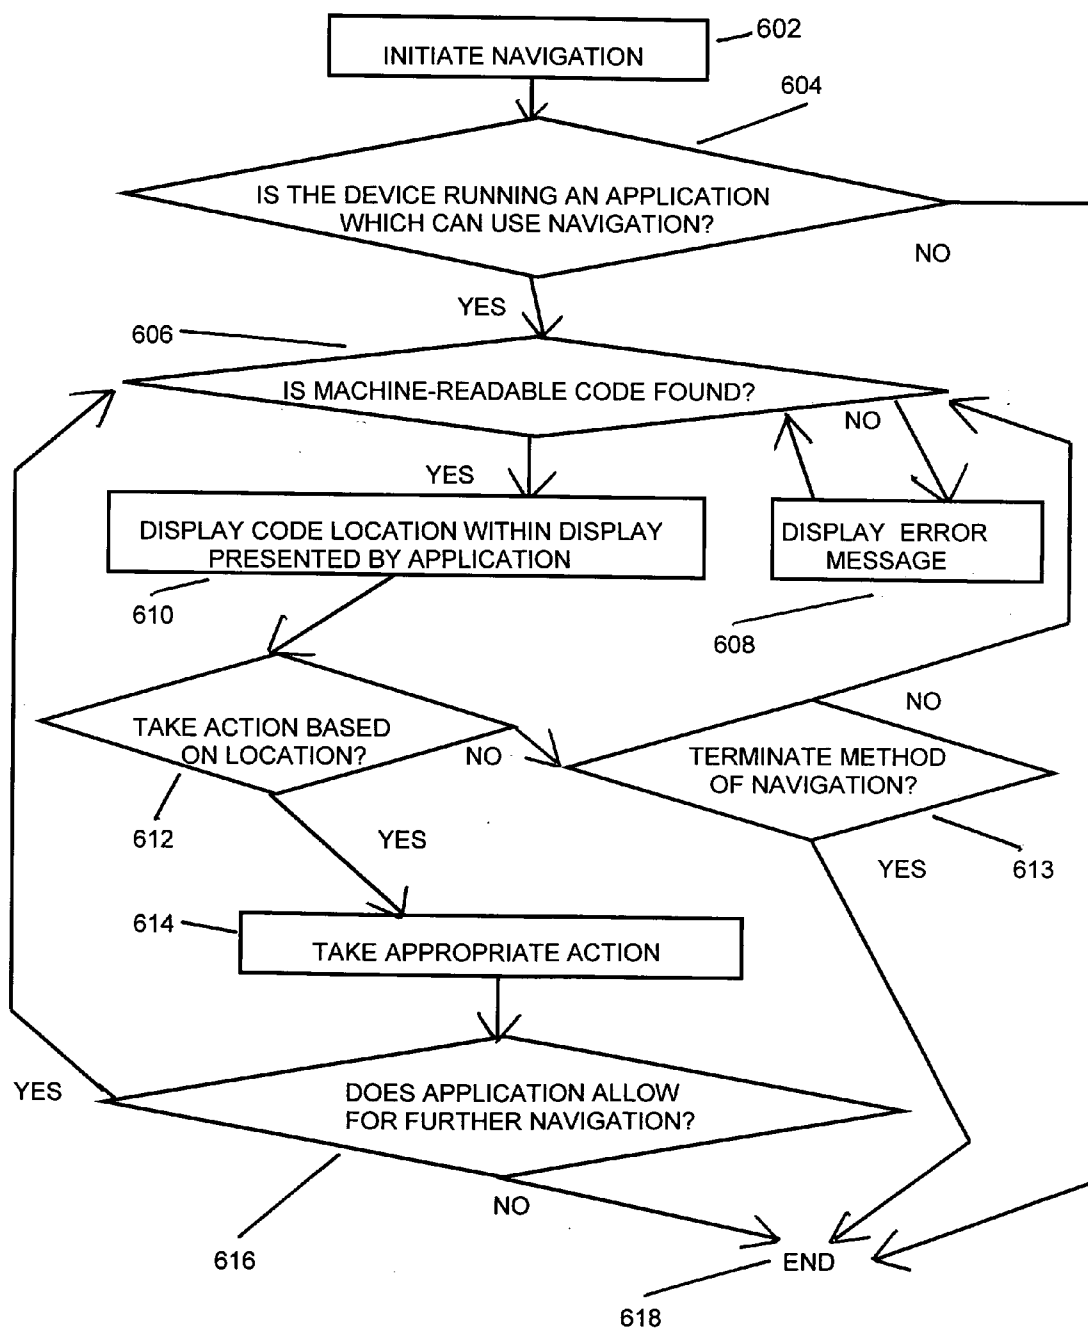 602
INITIATE NAVIGATION
604
IS THE DEVICE RUNNING AN APPLICATION
WHICH CAN USE NAVIGATION?
NO
YES
606
IS MACHINE-READABLE CODE FOUND?
NO
YES
DISPLAY CODE LOCATION WITHIN DISPLAY
PRESENTED BY APPLICATION
DISPLAY ERROR
MESSAGE
610
608
NO
TAKE ACTION BASED
ON LOCATION?
NO
TERMINATE METHOD
OF NAVIGATION?
612
YES
YES
613
614
TAKE APPROPRIATE ACTION
YES
DOES APPLICATION ALLOW
FOR FURTHER NAVIGATION?
NO
616
END
618